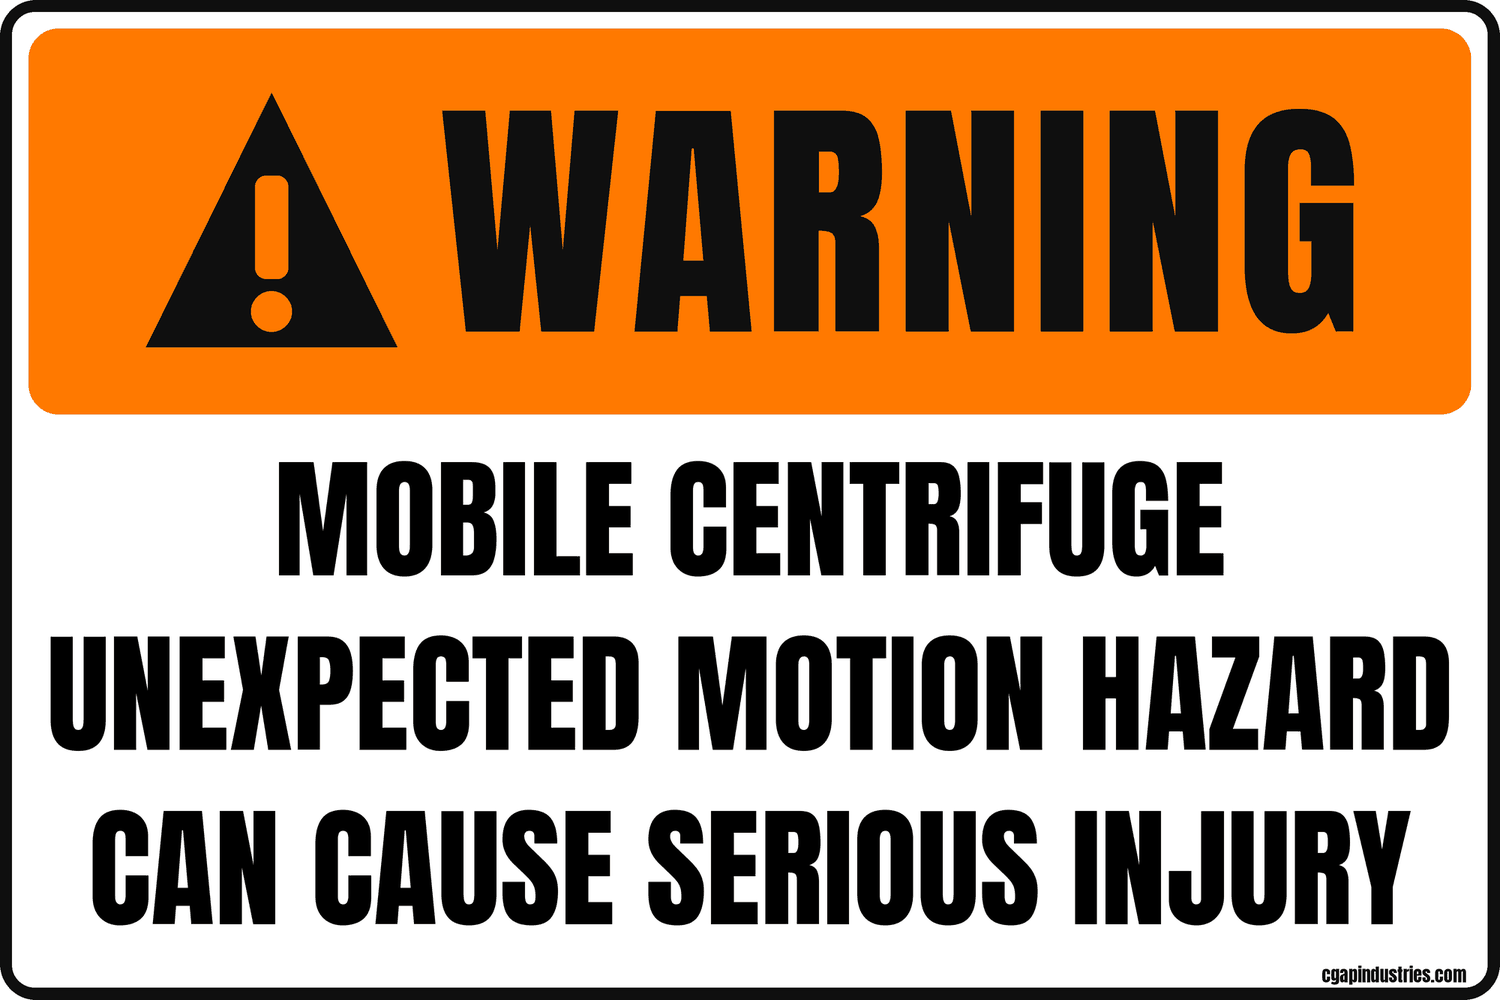 WARNING
MOBILE CENTRIFUGE
UNEXPECTED MOTION HAZARD
CAN CAUSE SERIOUS INJURY
cgapindustries.com